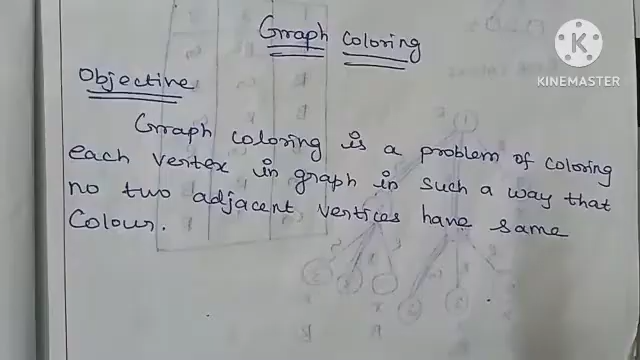 Graph Coloring
Objective
Graph coloring is a problem of coloring
each vertex in graph in such a way that
no two adjacent vertices have same
Colour.
KINEMASTER